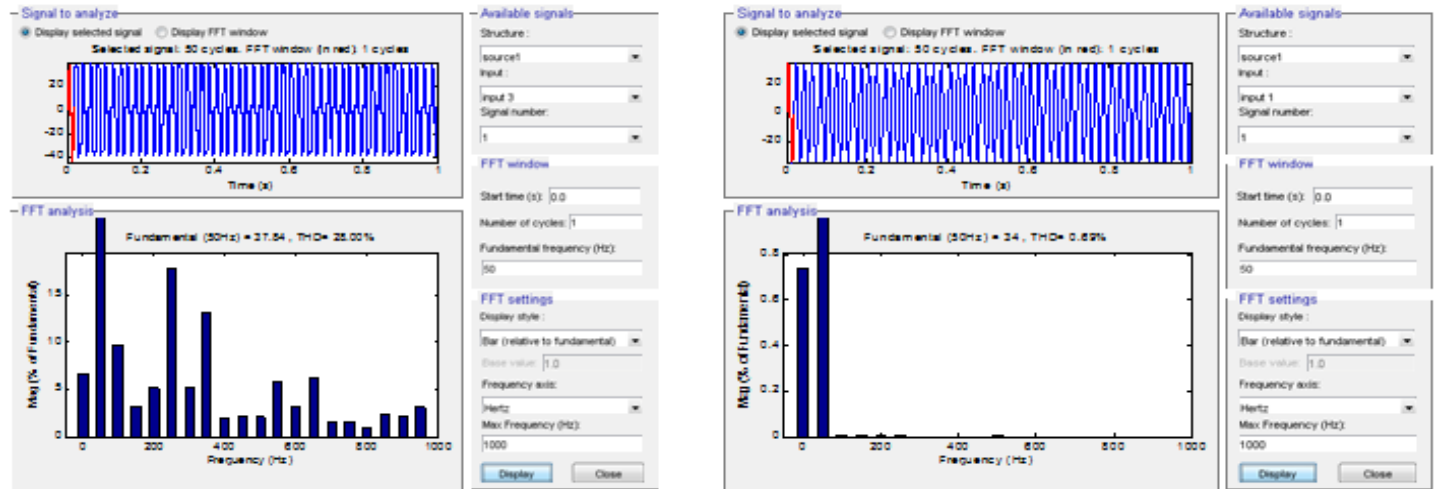 Signal to analyze
Display selected signal Display FFT window
Selected signal: 50 cycles. FFT window (in red): 1 cycles
20
0
-20
-40
0 0.2 0.4 0.6 0.8 1
Time (s)
FFT analysis
Fundamental (50Hz) = 37.84 , THD= 28.00%
15
10
5
0
Mag (% of Fundamental)
0 200 400 600 800 1000
Frequency (Hz)
Available signals
Structure :
source1
Input :
input 3
Signal number:
1
FFT window
Start time (s): 0.0
Number of cycles: 1
Fundamental frequency (Hz):
50
FFT settings
Display style :
Bar (relative to fundamental)
Base value: 1.0
Frequency axis:
Hertz
Max Frequency (Hz):
1000
Display Close
Signal to analyze
Display selected signal Display FFT window
Selected signal: 50 cycles. FFT window (in red): 1 cycles
20
0
-20
0 0.2 0.4 0.6 0.8 1
Time (s)
FFT analysis
Fundamental (50Hz) = 34 , THD= 0.89%
0.8
0.6
0.4
0.2
0
Mag (% of Fundamental)
0 200 400 600 800 1000
Frequency (Hz)
Available signals
Structure :
source1
Input :
input 1
Signal number:
1
FFT window
Start time (s): 0.0
Number of cycles: 1
Fundamental frequency (Hz):
50
FFT settings
Display style :
Bar (relative to fundamental)
Base value: 1.0
Frequency axis:
Hertz
Max Frequency (Hz):
1000
Display Close